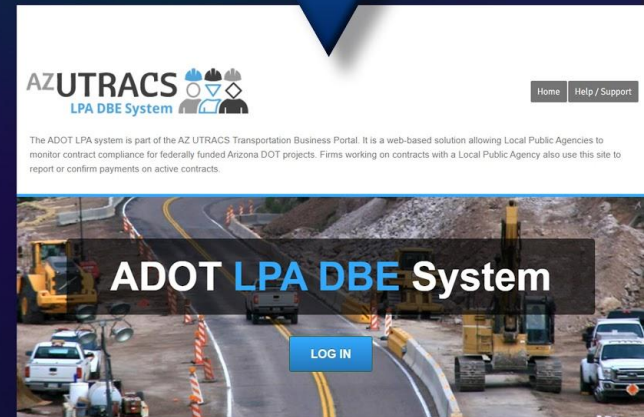 AZUTRACS
LPA DBE System
Home Help / Support
The ADOT LPA system is part of the AZ UTRACS Transportation Business Portal. It is a web-based solution allowing Local Public Agencies to
monitor contract compliance for federally funded Arizona DOT projects. Firms working on contracts with a Local Public Agency also use this site to
report or confirm payments on active contracts.
ADOT LPA DBE System
LOG IN